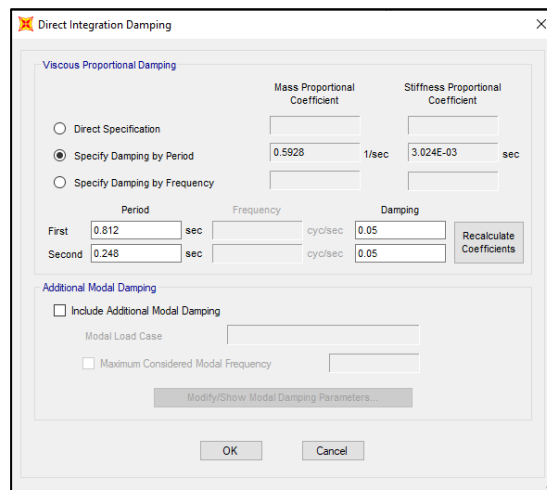 Direct Integration Damping
Viscous Proportional Damping
Mass Proportional Coefficient
Stiffness Proportional Coefficient
Direct Specification
Specify Damping by Period 0.5928 1/sec 3.024E-03 sec
Specify Damping by Frequency
Period Frequency Damping
First 0.812 sec cyc/sec 0.05
Second 0.248 sec cyc/sec 0.05
Recalculate Coefficients
Additional Modal Damping
Include Additional Modal Damping
Modal Load Case
Maximum Considered Modal Frequency
Modify/Show Modal Damping Parameters...
OK Cancel